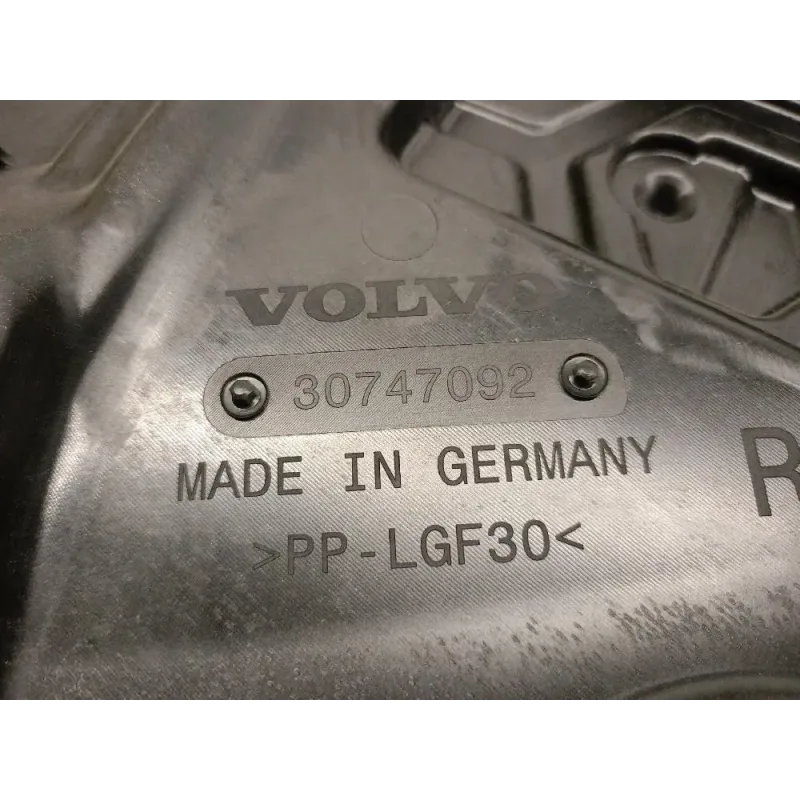 VOLVO
30747092
MADE IN GERMANY
R
>PP-LGF30<